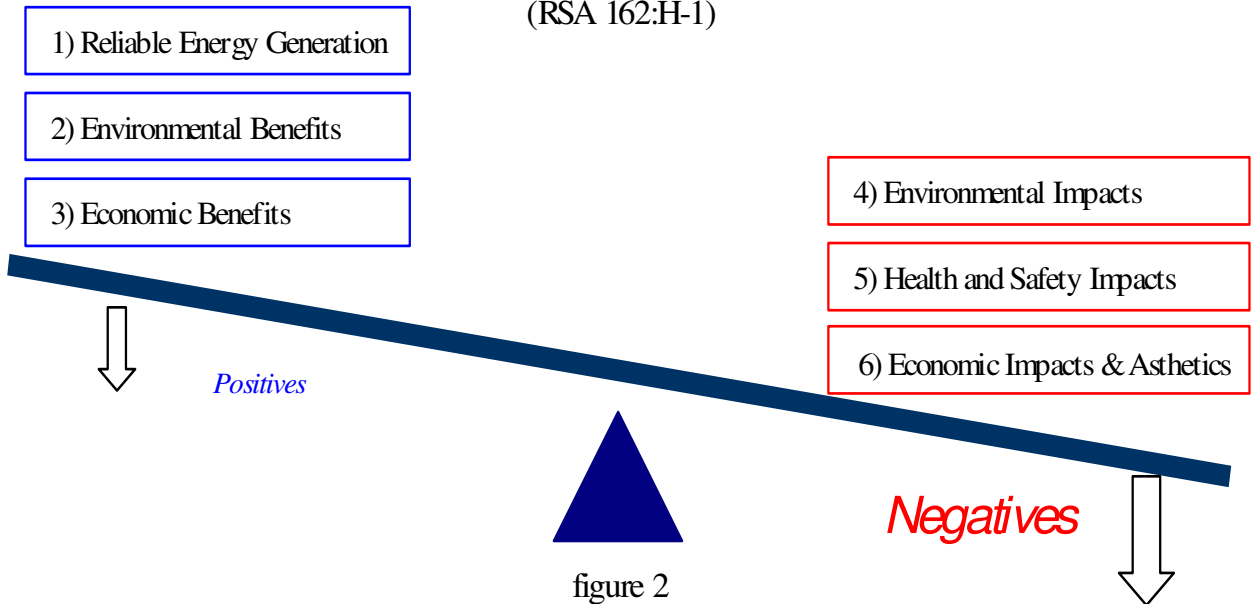 (RSA 162:H-1)
1) Reliable Energy Generation
2) Environmental Benefits
3) Economic Benefits
4) Environmental Impacts
5) Health and Safety Impacts
6) Economic Impacts & Asthetics
Positives
Negatives
figure 2